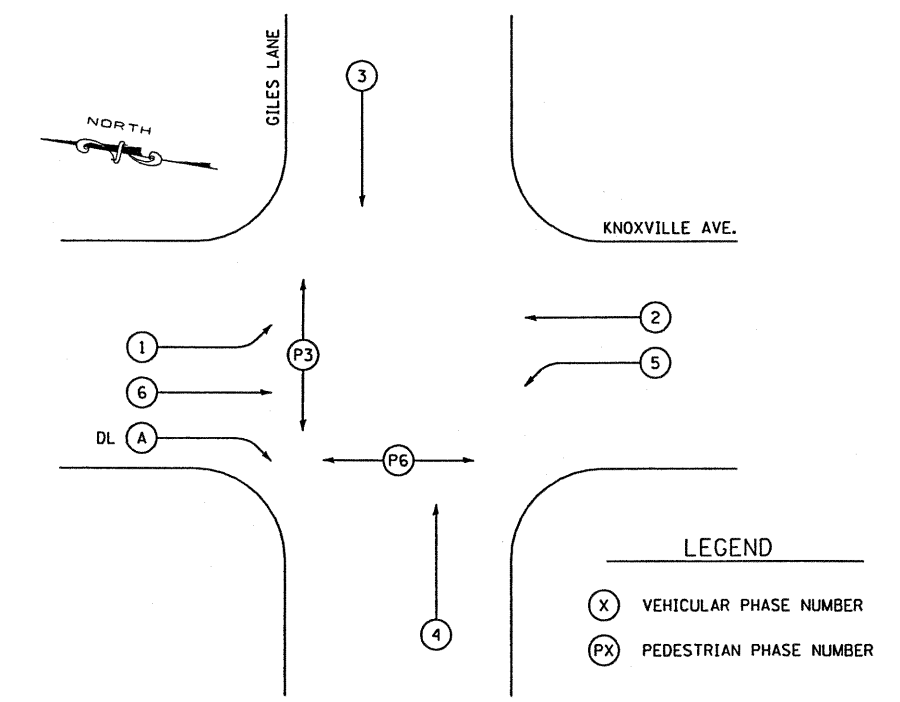 GILES LANE
3
NORTH
KNOXVILLE AVE.
2
1
P3
5
6
DL A
P6
LEGEND
X VEHICULAR PHASE NUMBER
4
PX PEDESTRIAN PHASE NUMBER